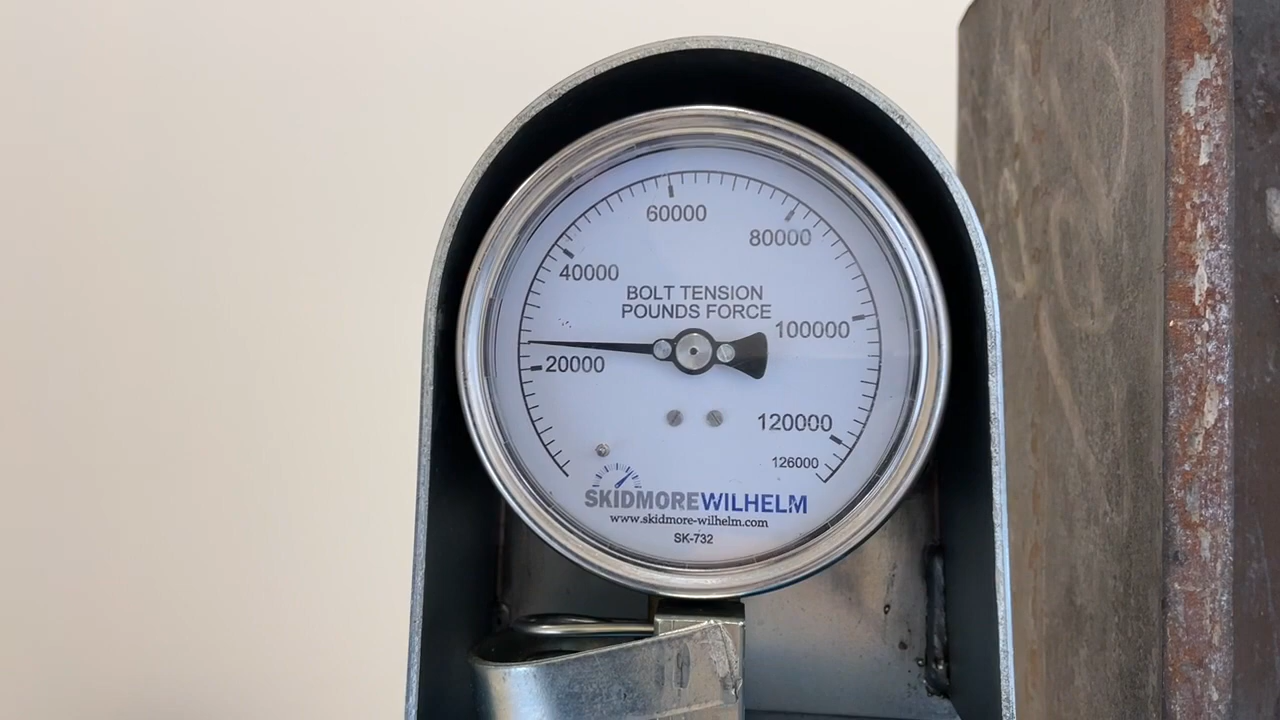 60000
80000
40000
BOLT TENSION
POUNDS FORCE
100000
20000
120000
126000
SKIDMOREWILHELM
www.skidmore-wilhelm.com
SK-732